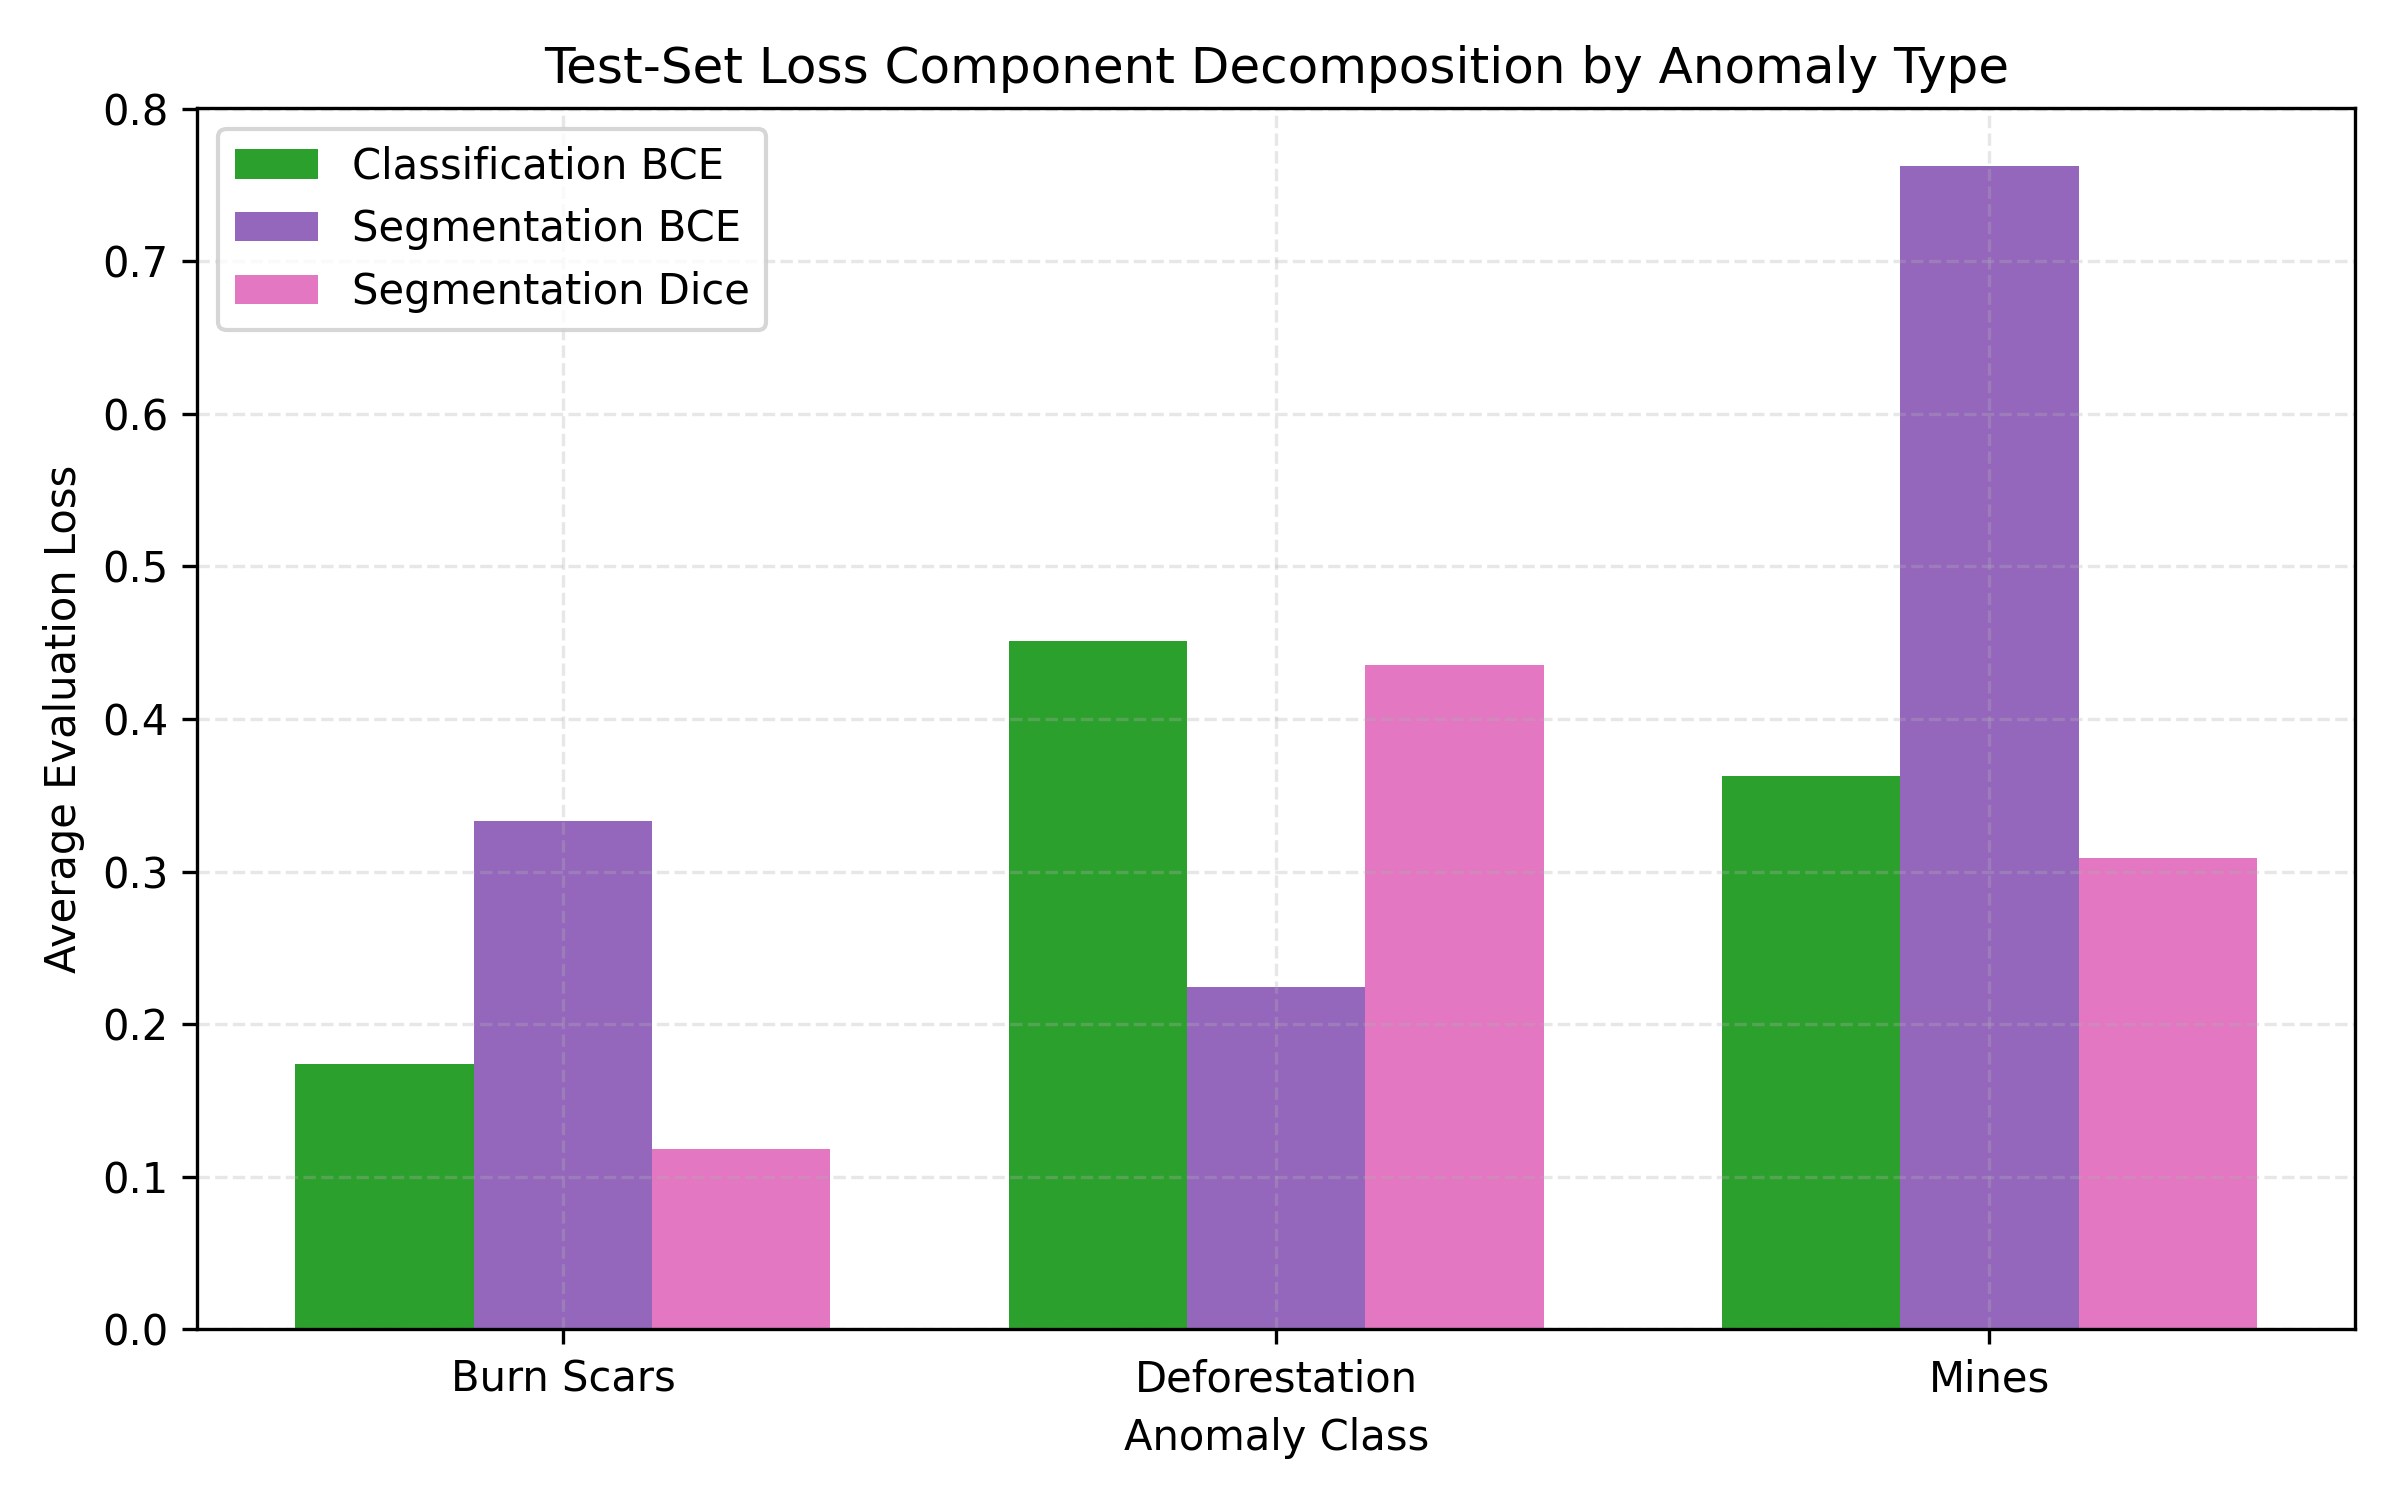 Test-Set Loss Component Decomposition by Anomaly Type
Classification BCE
Segmentation BCE
Segmentation Dice
Average Evaluation Loss
0.8
0.7
0.6
0.5
0.4
0.3
0.2
0.1
0.0
Burn Scars
Deforestation
Mines
Anomaly Class